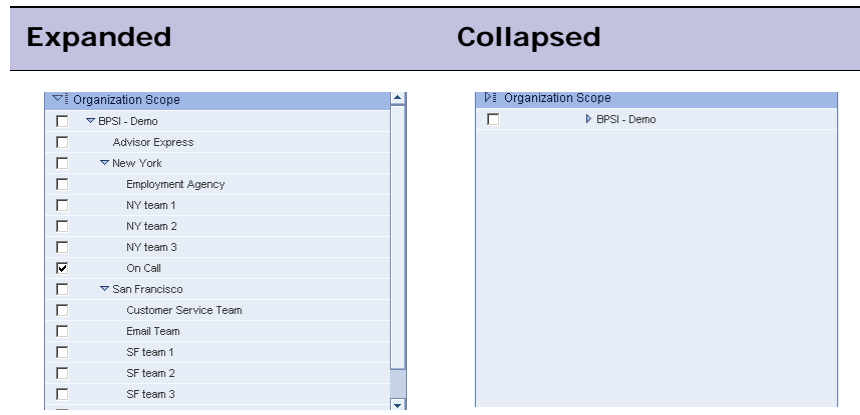 Expanded
Collapsed
Organization Scope
BPSI - Demo
Advisor Express
New York
Employment Agency
NY team 1
NY team 2
NY team 3
On Call
San Francisco
Customer Service Team
Email Team
SF team 1
SF team 2
SF team 3
Organization Scope
BPSI - Demo